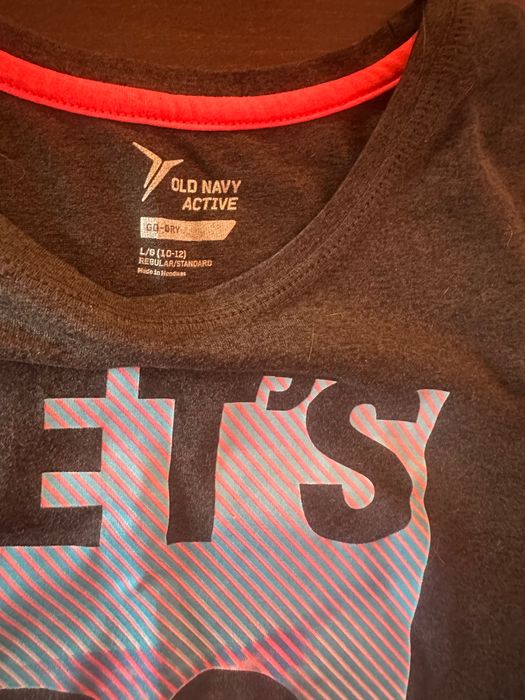 OLD NAVY
ACTIVE
GO-DRY
L/G (10-12)
REGULAR/STANDARD
Made in Honduras
ET'S